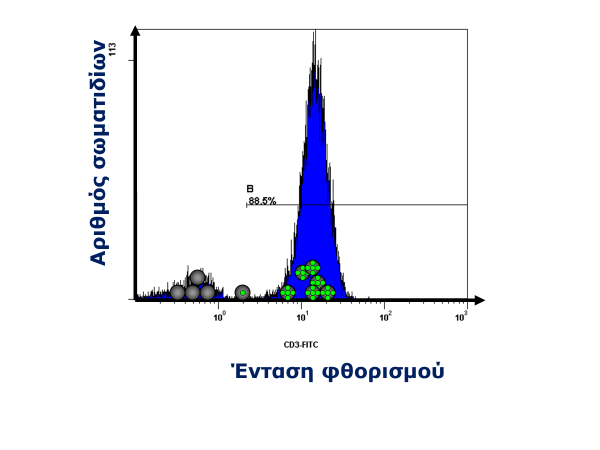 Αριθμός σωματιδίων
113
B
88.5%
10^0 10^1 10^2 10^3
CD3-FITC
Ένταση φθορισμού